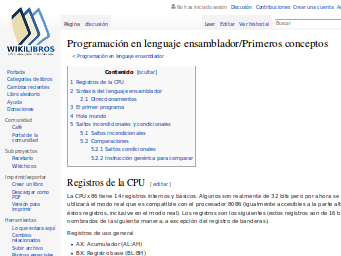 No has iniciado sesión Discusión Contribuciones Crear una cuenta
Página discusión Leer Editar Ver historial Buscar
WIKILIBROS
Programación en lenguaje ensamblador/Primeros conceptos
< Programación en lenguaje ensamblador
Portada
Categorías de libros
Cambios recientes
Libro aleatorio
Ayuda
Donaciones
Comunidad
Café
Portal de la
comunidad
Subproyectos
Recetario
Wikichicos
Imprimir/exportar
Crear un libro
Descargar como
PDF
Versión para
imprimir
Herramientas
Lo que enlaza aquí
Cambios
relacionados
Subir archivo
Páginas especiales
Contenido [ocultar]
1 Registros de la CPU
2 Sintaxis del lenguaje ensamblador
2.1 Direccionamientos
3 El primer programa
4 Hola mundo
5 Saltos incondicionales y condicionales
5.1 Saltos incondicionales
5.2 Comparaciones
5.2.1 Saltos condicionales
5.2.2 Instrucción genérica para comparar
Registros de la CPU [editar]
La CPU x86 tiene 14 registros internos y básicos. Algunos son realmente de 32 bits pero por ahora se
utilizará el modo real que es compatible con el procesador 8086 (igualmente a accesible a la parte
éstos registros, inclusive en el modo real). Los registros son los siguientes (estos registros son de 16
nombrados de la siguiente manera, a excepción del registro de banderas).
Registros de uso general
AX: Acumulador (AL:AH)
BX: Registro base (BL:BH)